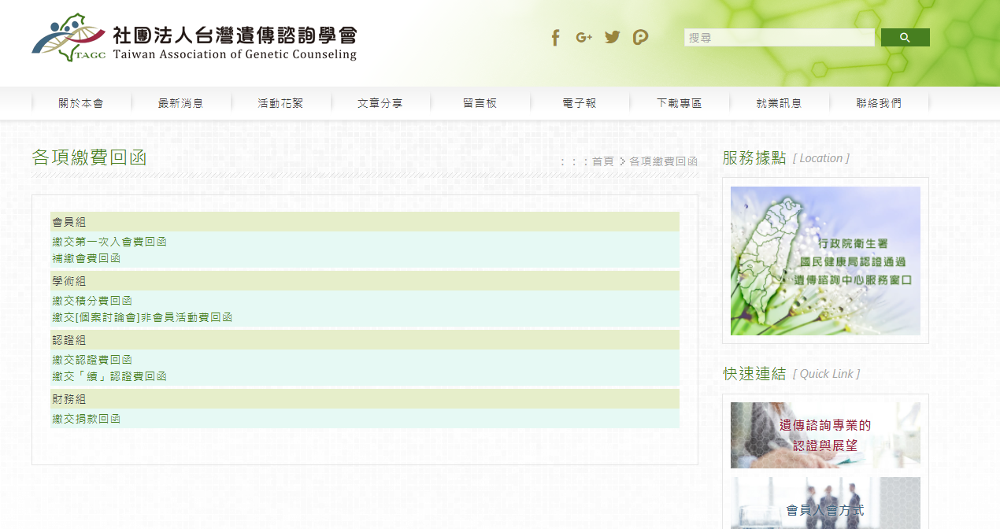 社團法人台灣遺傳諮詢學會
TAGC
Taiwan Association of Genetic Counseling
搜尋
關於本會
最新消息
活動花絮
文章分享
留言板
電子報
下載專區
就業訊息
聯絡我們
各項繳費回函
：：：首頁 > 各項繳費回函
會員組
繳交第一次入會費回函
補繳會費回函
學術組
繳交積分費回函
繳交[個案討論會]非會員活動費回函
認證組
繳交認證費回函
繳交「續」認證費回函
財務組
繳交捐款回函
服務據點 [ Location ]
行政院衛生署
國民健康局認證通過
遺傳諮詢中心服務窗口
快速連結 [ Quick Link ]
遺傳諮詢專業的
認證與展望
會員入會方式